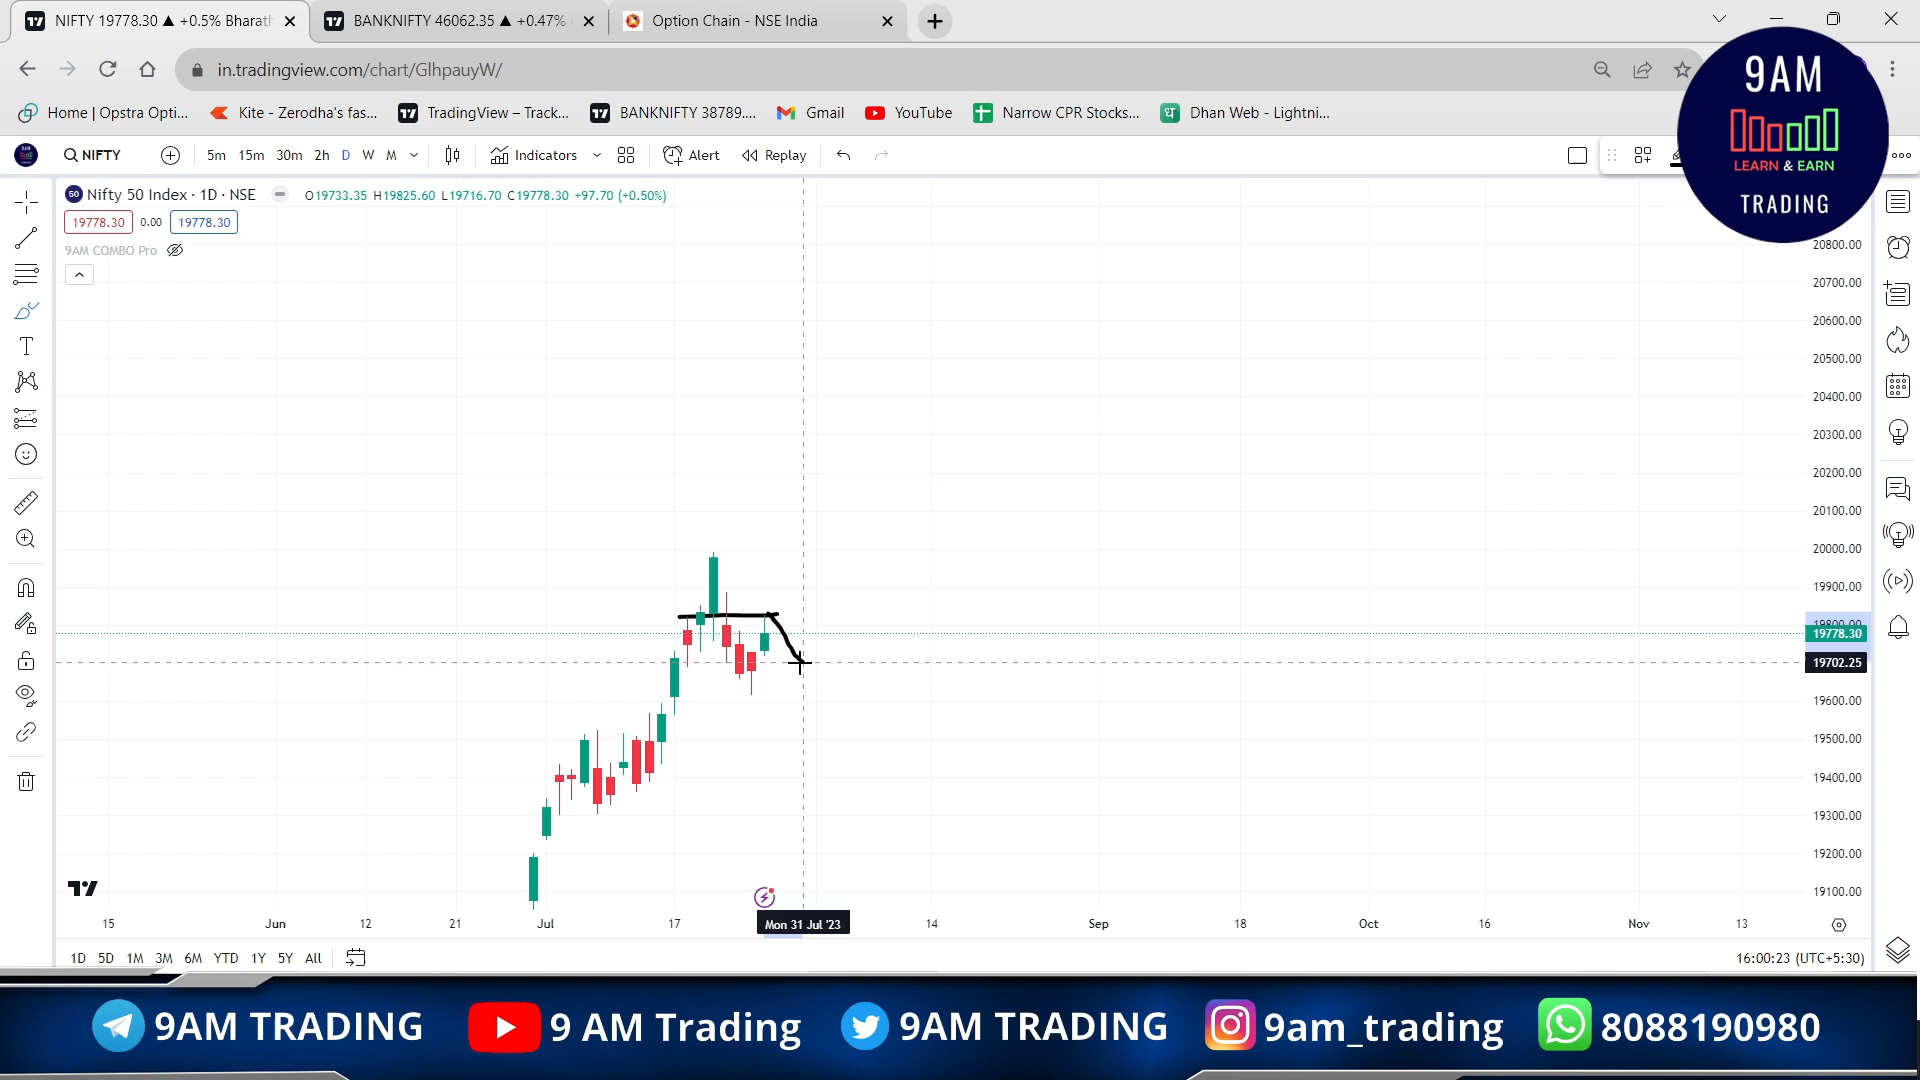 NIFTY 19778.30 ▲ +0.5% Bharath
BANKNIFTY 46062.35 ▲ +0.47%
Option Chain - NSE India
in.tradingview.com/chart/GlhpauyW/
Home | Opstra Opti...
Kite - Zerodha's fas...
TradingView – Track...
BANKNIFTY 38789....
Gmail
YouTube
Narrow CPR Stocks...
Dhan Web - Lightni...
9AM
LEARN & EARN
TRADING
NIFTY
5m 15m 30m 2h D W M
Indicators
Alert
Replay
Nifty 50 Index · 1D · NSE
O19733.35 H19825.60 L19716.70 C19778.30 +97.70 (+0.50%)
19778.30 0.00 19778.30
9AM COMBO Pro
20800.00
20700.00
20600.00
20500.00
20400.00
20300.00
20200.00
20100.00
20000.00
19900.00
19800.00
19778.30
19702.25
19600.00
19500.00
19400.00
19300.00
19200.00
19100.00
15 Jun 12 21 Jul 17 Mon 31 Jul '23 14 Sep 18 Oct 16 Nov 13
1D 5D 1M 3M 6M YTD 1Y 5Y All
16:00:23 (UTC+5:30)
9AM TRADING
9 AM Trading
9AM TRADING
9am_trading
8088190980